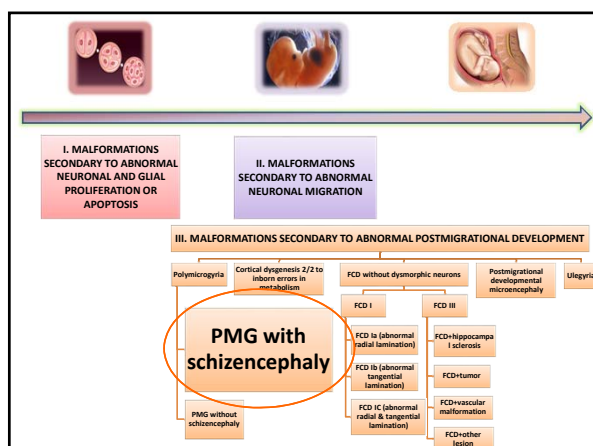 I. MALFORMATIONS
SECONDARY TO ABNORMAL
NEURONAL AND GLIAL
PROLIFERATION OR
APOPTOSIS
II. MALFORMATIONS
SECONDARY TO ABNORMAL
NEURONAL MIGRATION
III. MALFORMATIONS SECONDARY TO ABNORMAL POSTMIGRATIONAL DEVELOPMENT
Polymicrogyria
Cortical dysgenesis 2/2 to
inborn errors in
metabolism
FCD without dysmorphic neurons
Postmigrational
developmental
microencephaly
Ulegyria
PMG with
schizencephaly
PMG without
schizencephaly
FCD I
FCD Ia (abnormal
radial lamination)
FCD Ib (abnormal
tangential
lamination)
FCD IC (abnormal
radial & tangential
lamination)
FCD III
FCD+hippocampa
l sclerosis
FCD+tumor
FCD+vascular
malformation
FCD+other
lesion